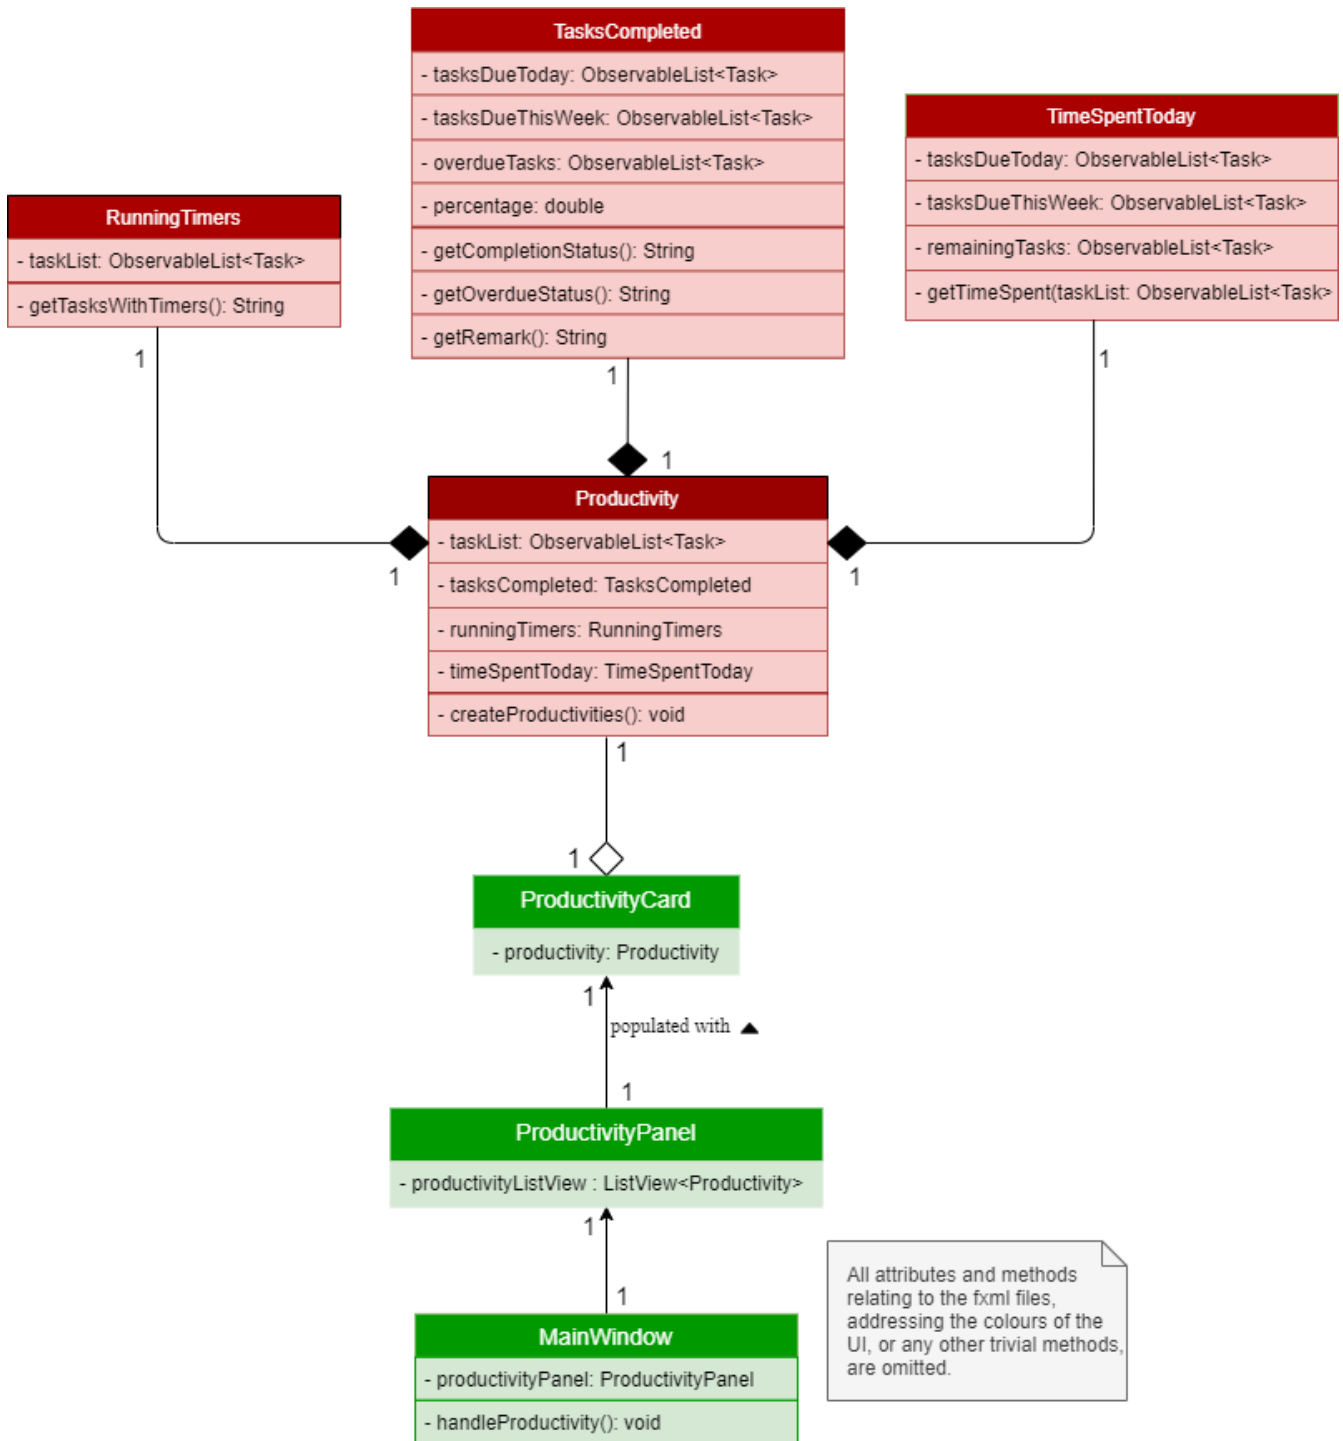 TasksCompleted
- tasksDueToday: ObservableList<Task>
- tasksDueThisWeek: ObservableList<Task>
- overdueTasks: ObservableList<Task>
- percentage: double
- getCompletionStatus(): String
- getOverdueStatus(): String
- getRemark(): String
TimeSpentToday
- tasksDueToday: ObservableList<Task>
- tasksDueThisWeek: ObservableList<Task>
- remainingTasks: ObservableList<Task>
- getTimeSpent(taskList: ObservableList<Task>
RunningTimers
- taskList: ObservableList<Task>
- getTasksWithTimers(): String
1
1
1
1
Productivity
- taskList: ObservableList<Task>
- tasksCompleted: TasksCompleted
- runningTimers: RunningTimers
- timeSpentToday: TimeSpentToday
- createProductivities(): void
1
1
1
1
ProductivityCard
- productivity: Productivity
1
populated with
1
ProductivityPanel
- productivityListView : ListView<Productivity>
1
1
MainWindow
- productivityPanel: ProductivityPanel
- handleProductivity(): void
All attributes and methods
relating to the fxml files,
addressing the colours of the
UI, or any other trivial methods,
are omitted.